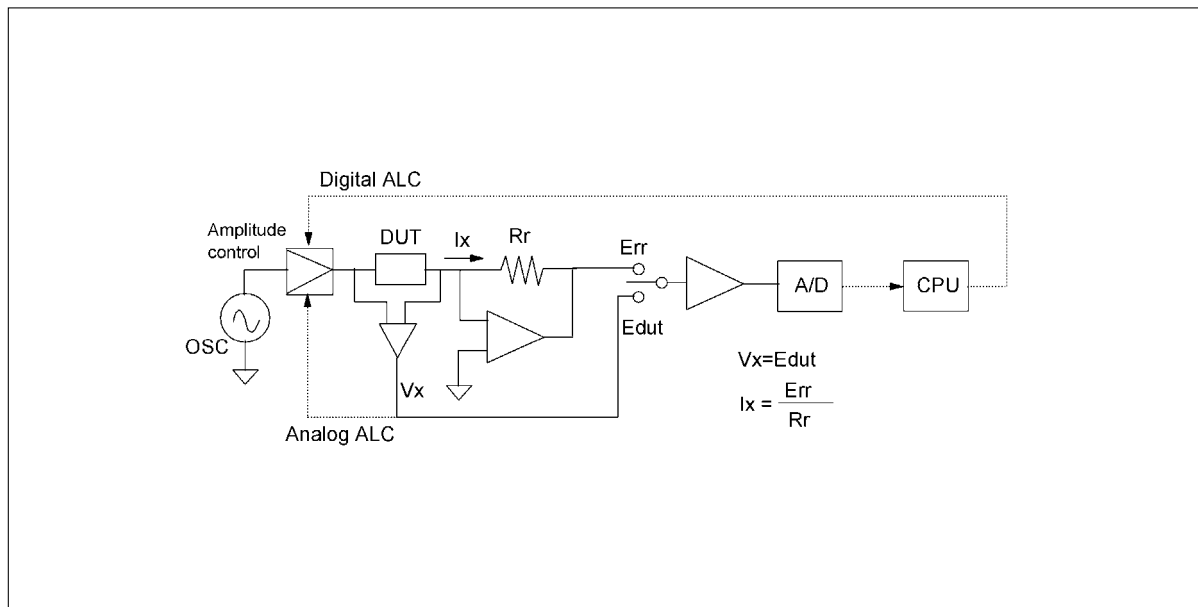 Digital ALC
Amplitude
control
DUT
Ix
Rr
Err
A/D
CPU
OSC
Edut
Vx
Vx=Edut
Ix = Err
Rr
Analog ALC